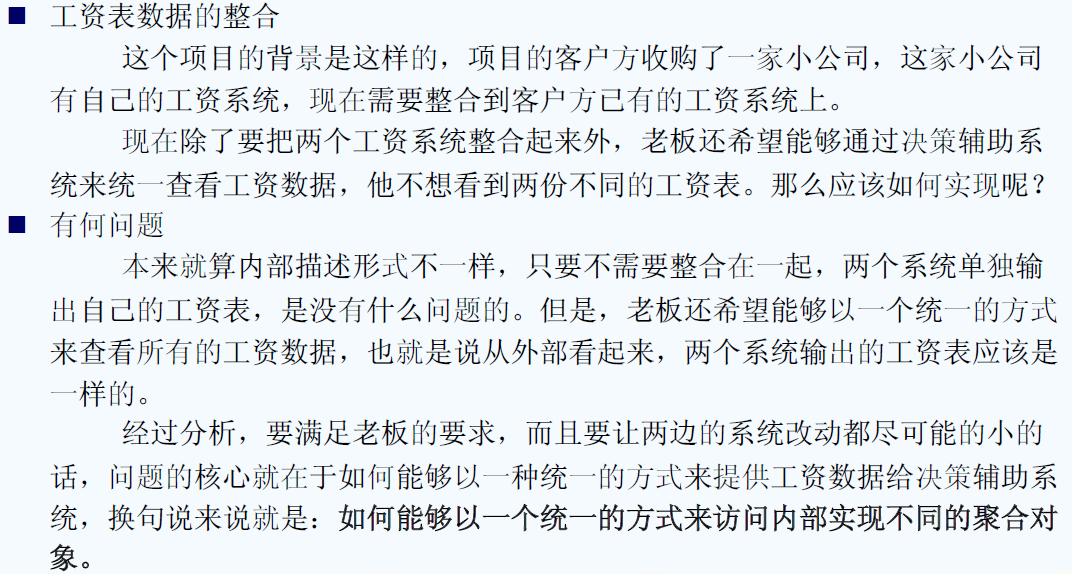 ■ 工资表数据的整合
这个项目的背景是这样的，项目的客户方收购了一家小公司，这家小公司
有自己的工资系统，现在需要整合到客户方已有的工资系统上。
现在除了要把两个工资系统整合起来外，老板还希望能够通过决策辅助系
统来统一查看工资数据，他不想看到两份不同的工资表。那么应该如何实现呢？
■ 有何问题
本来就算内部描述形式不一样，只要不需要整合在一起，两个系统单独输
出自己的工资表，是没有什么问题的。但是，老板还希望能够以一个统一的方式
来查看所有的工资数据，也就是说从外部看起来，两个系统输出的工资表应该是
一样的。
经过分析，要满足老板的要求，而且要让两边的系统改动都尽可能的小的
话，问题的核心就在于如何能够以一种统一的方式来提供工资数据给决策辅助系
统，换句说来说就是：如何能够以一个统一的方式来访问内部实现不同的聚合对
象。